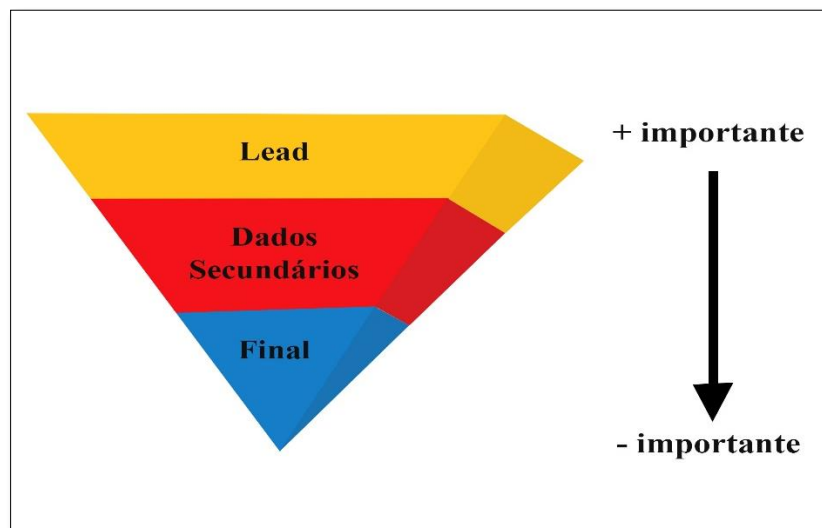 Lead
+ importante
Dados
Secundários
Final
- importante